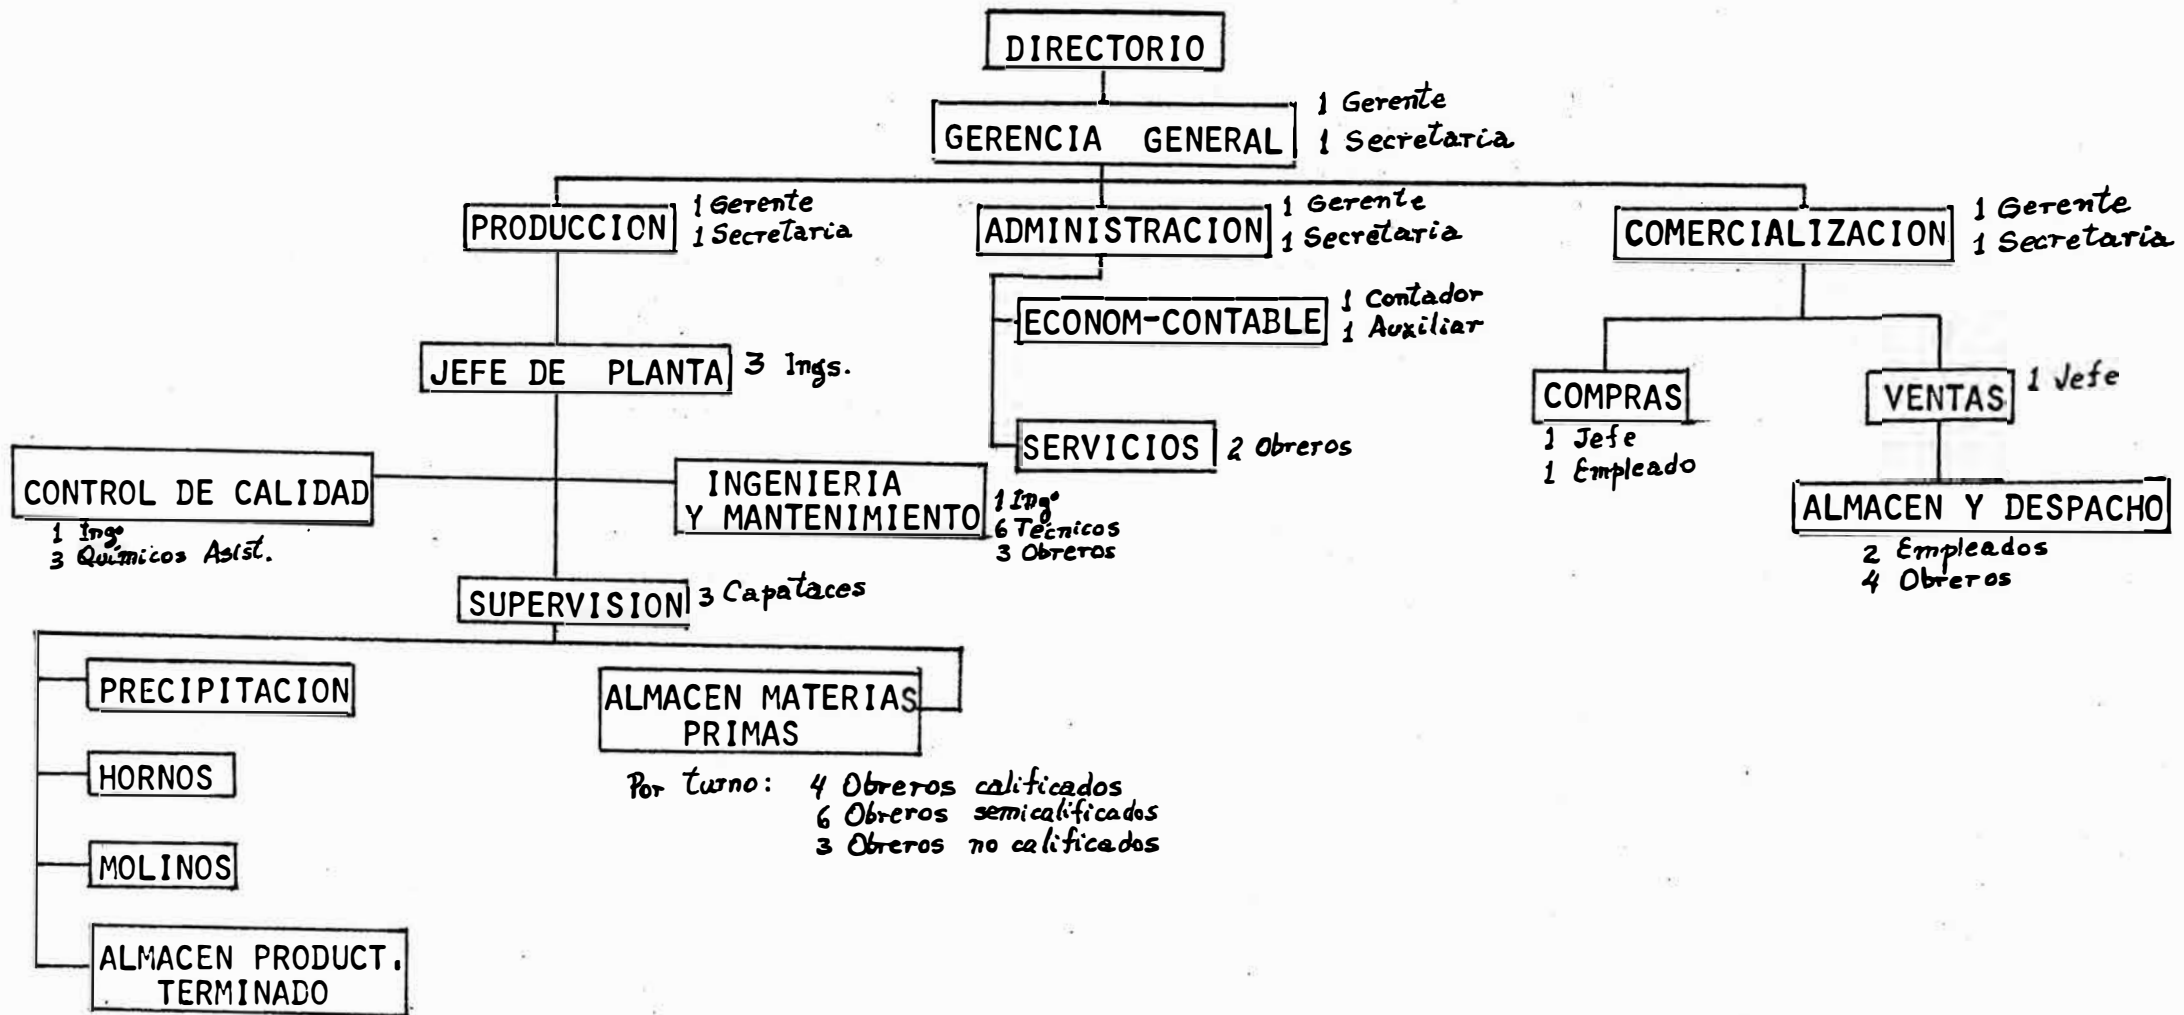 DIRECTORIO
GERENCIA GENERAL
1 Gerente
1 Secretaria
PRODUCCION
1 Gerente
1 Secretaria
ADMINISTRACION
1 Gerente
1 Secretaria
COMERCIALIZACION
1 Gerente
1 Secretaria
ECONOM-CONTABLE
1 Contador
1 Auxiliar
JEFE DE PLANTA
3 Ings.
COMPRAS
1 Jefe
1 Empleado
VENTAS
1 Jefe
SERVICIOS
2 Obreros
CONTROL DE CALIDAD
1 Ingº
3 Químicos Asist.
INGENIERIA
Y MANTENIMIENTO
1 Ingº
6 Técnicos
3 Obreros
ALMACEN Y DESPACHO
2 Empleados
4 Obreros
SUPERVISION
3 Capataces
PRECIPITACION
ALMACEN MATERIAS
PRIMAS
HORNOS
Por turno: 4 Obreros calificados
6 Obreros semicalificados
3 Obreros no calificados
MOLINOS
ALMACEN PRODUCT.
TERMINADO